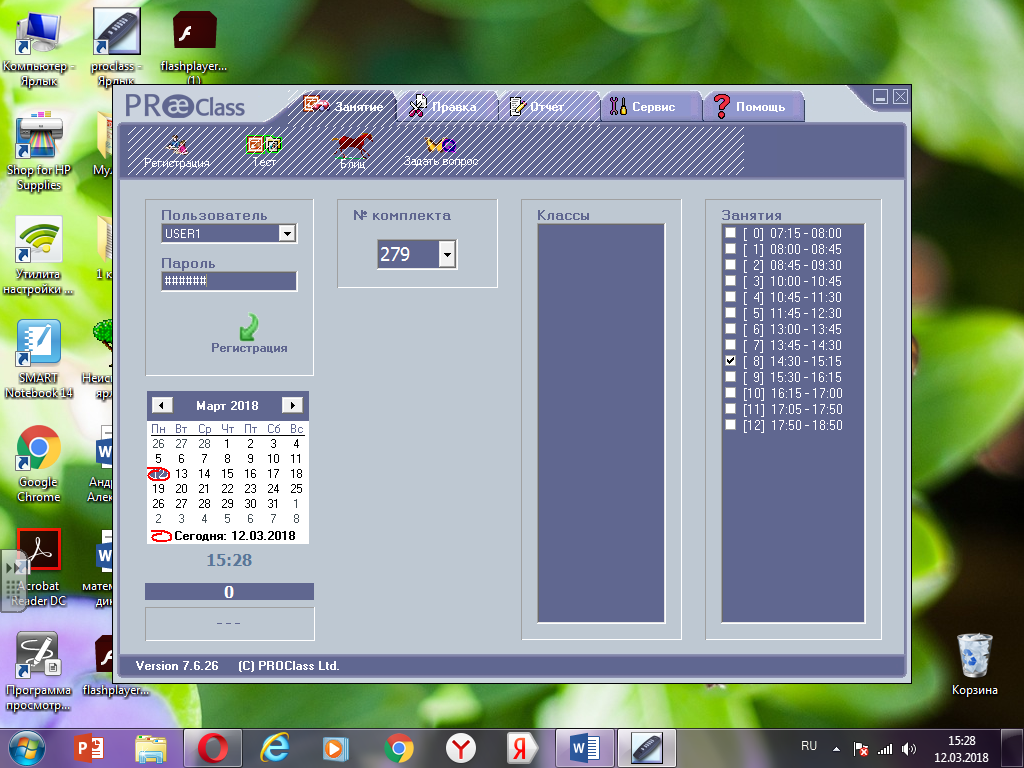 Компьютер - Ярлык
proclass - Ярлык
flashplayer... (1)
Shop for HP Supplies
Утилита настройки ...
SMART Notebook 14
Google Chrome
Acrobat Reader DC
Программа просмотр...
flashplayer...
Корзина
PRæClass
Занятие
Правка
Отчет
Сервис
Помощь
Регистрация
Тест
Блиц
Задать вопрос
Пользователь
USER1
Пароль
######
Регистрация
№ комплекта
279
Классы
Занятия
[ 0] 07:15 - 08:00
[ 1] 08:00 - 08:45
[ 2] 08:45 - 09:30
[ 3] 10:00 - 10:45
[ 4] 10:45 - 11:30
[ 5] 11:45 - 12:30
[ 6] 13:00 - 13:45
[ 7] 13:45 - 14:30
[ 8] 14:30 - 15:15
[ 9] 15:30 - 16:15
[10] 16:15 - 17:00
[11] 17:05 - 17:50
[12] 17:50 - 18:50
Март 2018
Пн Вт Ср Чт Пт Сб Вс
26 27 28 1 2 3 4
5 6 7 8 9 10 11
12 13 14 15 16 17 18
19 20 21 22 23 24 25
26 27 28 29 30 31 1
2 3 4 5 6 7 8
Сегодня: 12.03.2018
15:28
0
- - -
Version 7.6.26 (C) PROClass Ltd.
RU
15:28
12.03.2018